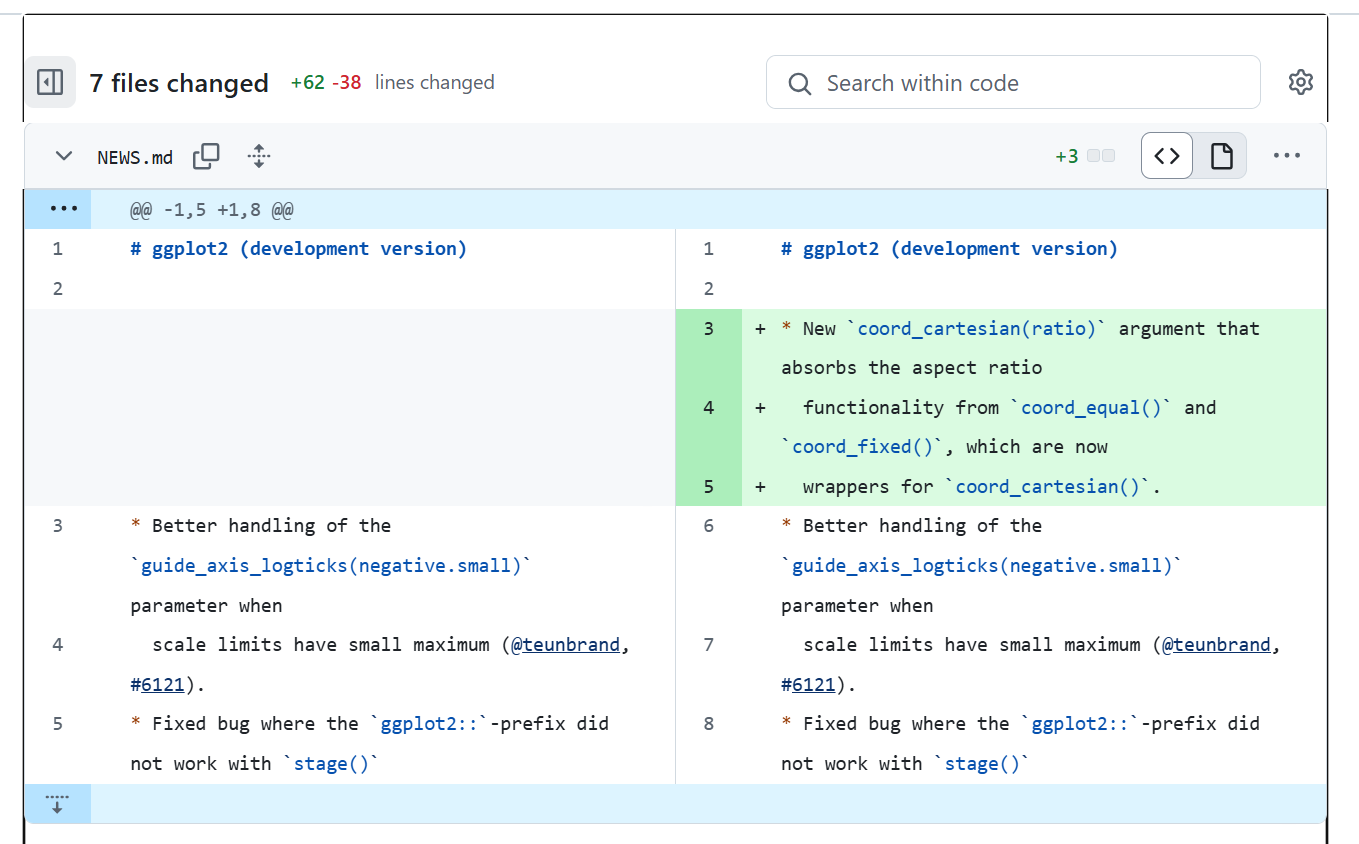 7 files changed +62 -38 lines changed Search within code
NEWS.md +3
@@ -1,5 +1,8 @@
1 # ggplot2 (development version)
2
3 * Better handling of the
`guide_axis_logticks(negative.small)`
parameter when
4 scale limits have small maximum (@teunbrand,
#6121).
5 * Fixed bug where the `ggplot2::`-prefix did
not work with `stage()`
1 # ggplot2 (development version)
2
3 + * New `coord_cartesian(ratio)` argument that
absorbs the aspect ratio
4 + functionality from `coord_equal()` and
`coord_fixed()`, which are now
5 + wrappers for `coord_cartesian()`.
6 * Better handling of the
`guide_axis_logticks(negative.small)`
parameter when
7 scale limits have small maximum (@teunbrand,
#6121).
8 * Fixed bug where the `ggplot2::`-prefix did
not work with `stage()`